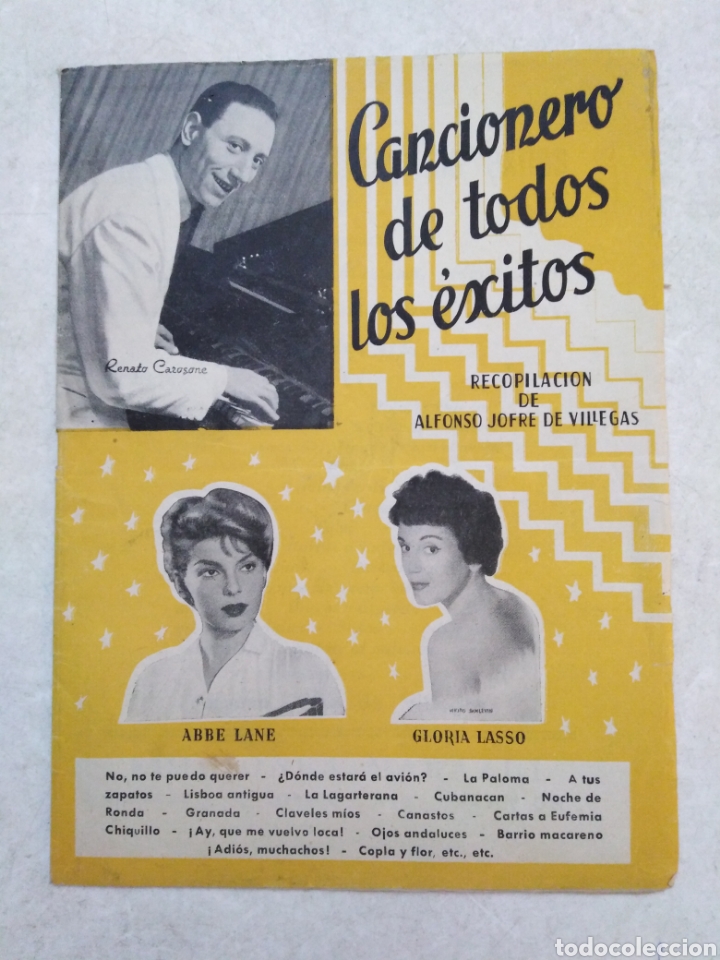 Cancionero
de todos
los éxitos
Renato Carosone
RECOPILACION
DE
ALFONSO JOFRE DE VILLEGAS
ABBE LANE
GLORIA LASSO
No, no te puedo querer - ¿Dónde estará el avión? - La Paloma - A tus
zapatos - Lisboa antigua - La Lagarterana - Cubanacan - Noche de
Ronda - Granada - Claveles míos - Canastos - Cartas a Eufemia
Chiquillo - ¡Ay, que me vuelvo loca! - Ojos andaluces - Barrio macareno
¡Adiós, muchachos! - Copla y flor, etc., etc.
todocoleccion